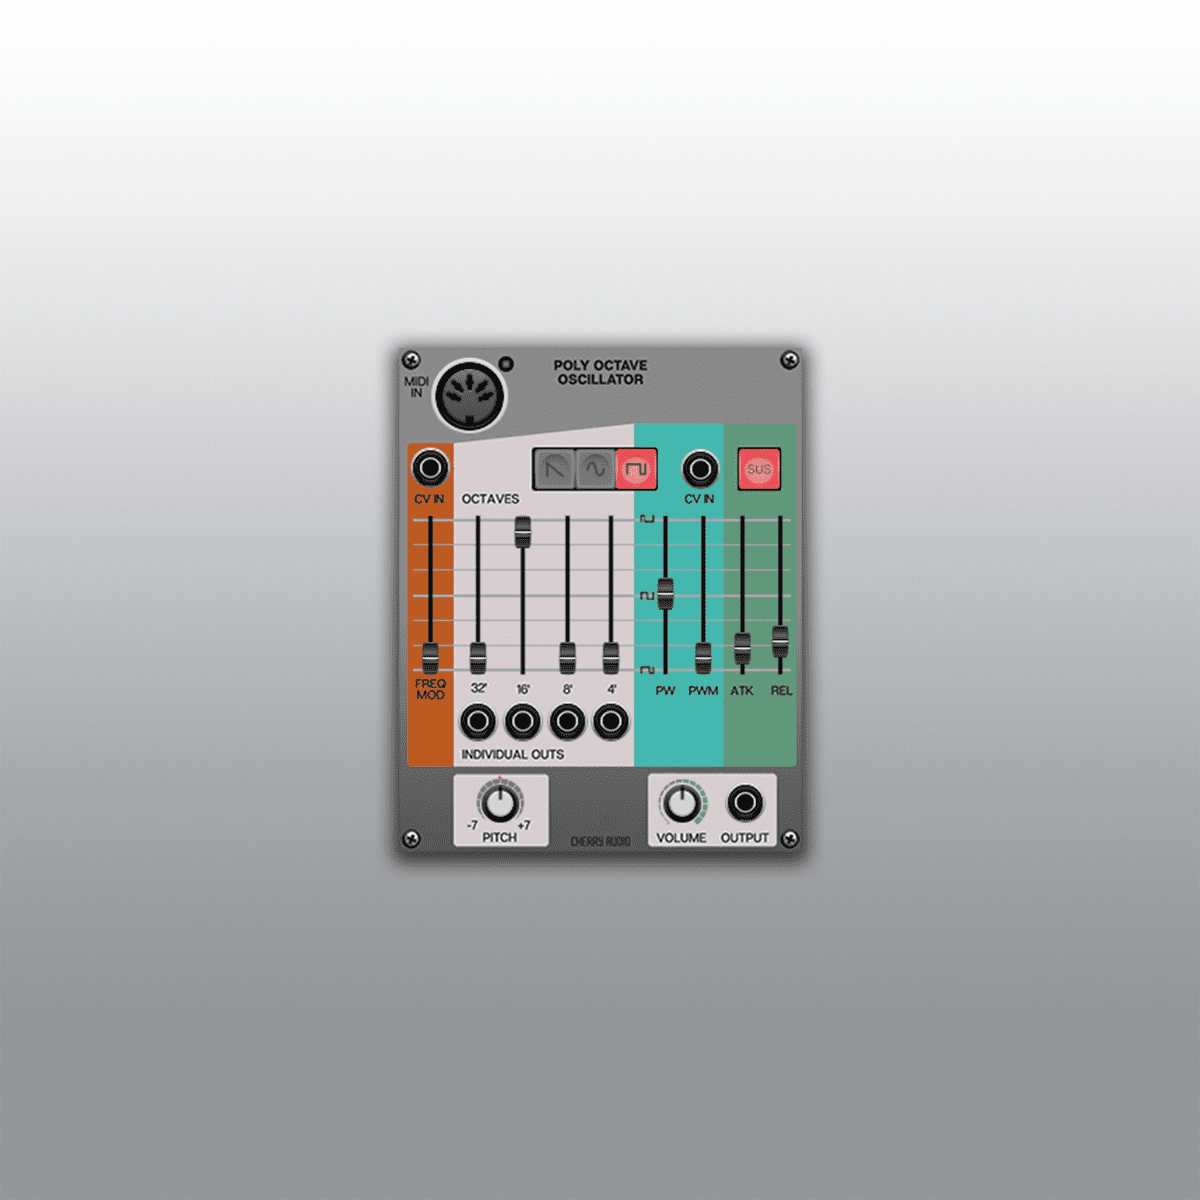 POLY OCTAVE
OSCILLATOR
MIDI
IN
SUS
CV IN
OCTAVES
CV IN
FREQ
MOD
32'
16'
8'
4'
PW
PWM
ATK
REL
INDIVIDUAL OUTS
-7
+7
PITCH
VOLUME
OUTPUT
CHERRY AUDIO